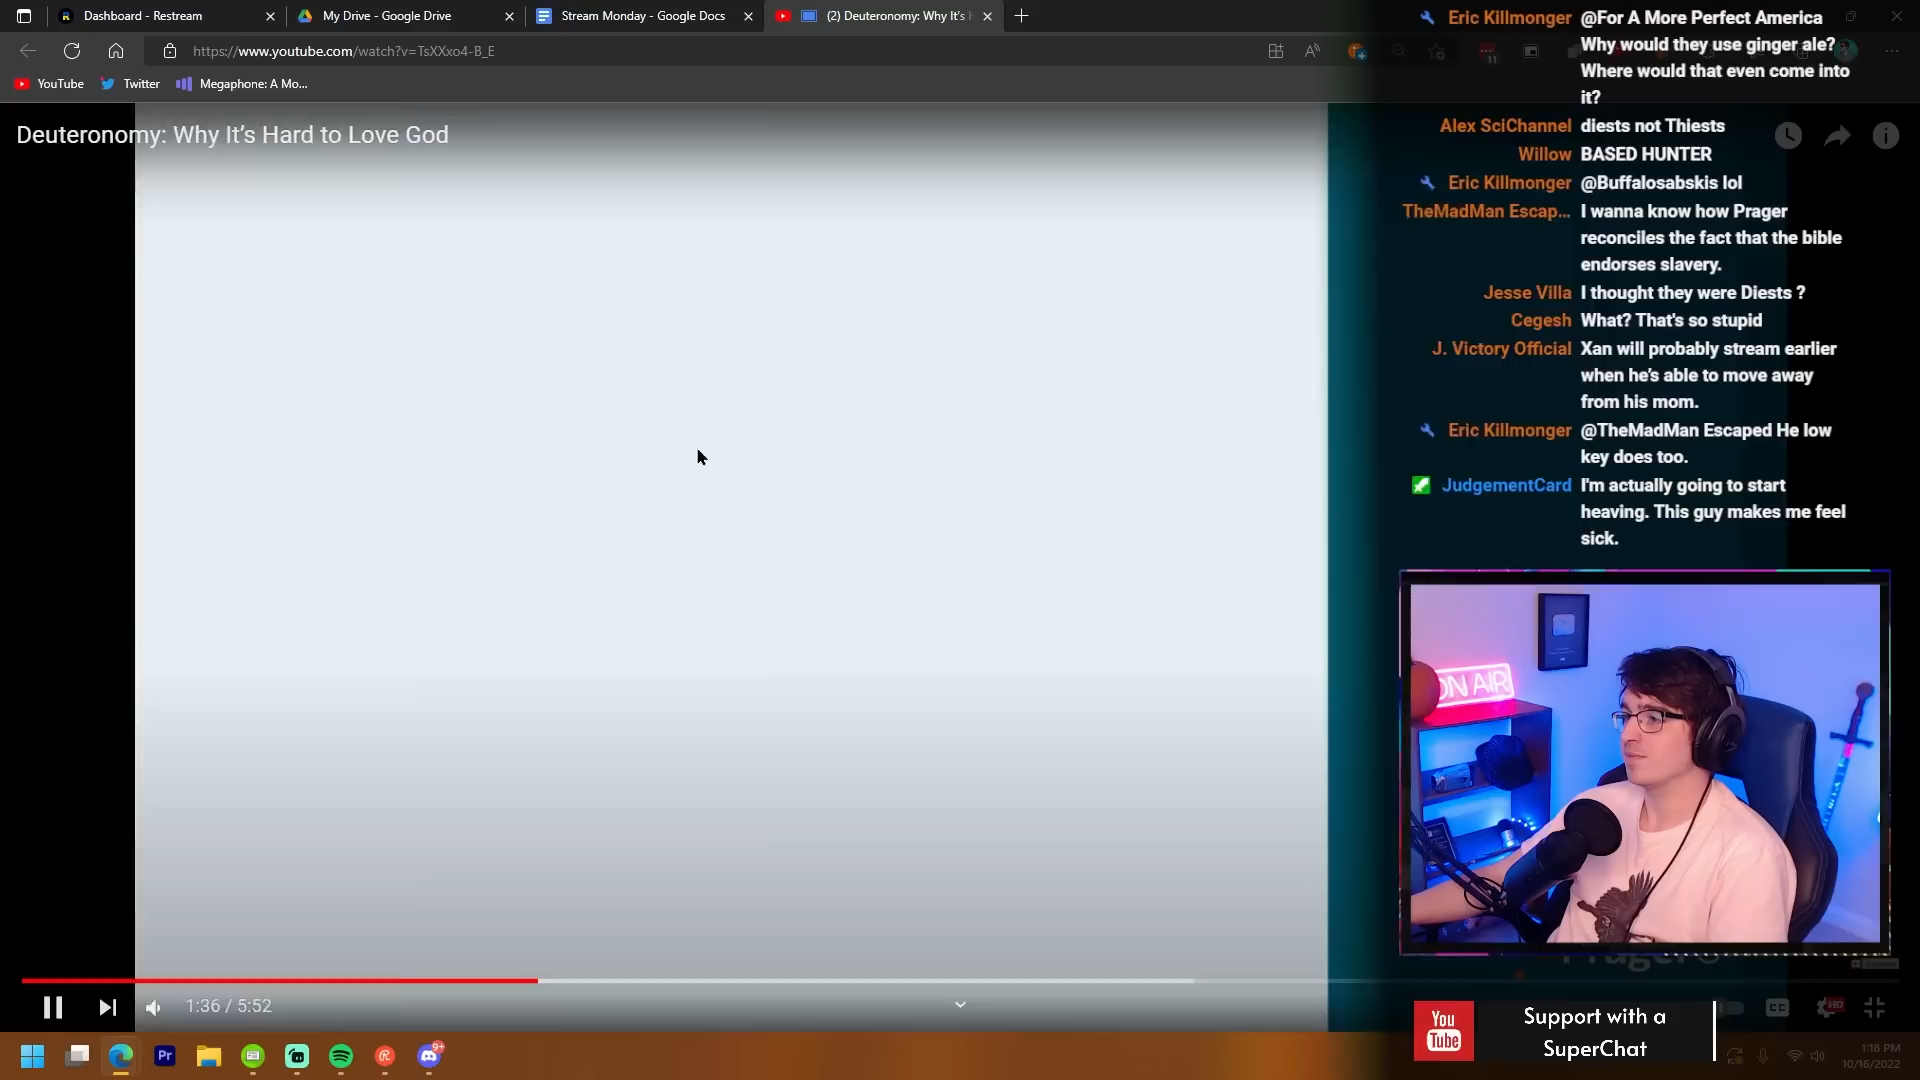 Dashboard - Restream
My Drive - Google Drive
Stream Monday - Google Docs
(2) Deuteronomy: Why It's
https://www.youtube.com/watch?v=TsXXxo4-B_E
11
YouTube
Twitter
Megaphone: A Mo...
Deuteronomy: Why It's Hard to Love God
Eric Killmonger @For A More Perfect America
Why would they use ginger ale?
Where would that even come into
it?
Alex SciChannel diests not Thiests
Willow BASED HUNTER
Eric Killmonger @Buffalosabskis lol
TheMadMan Escap... I wanna know how Prager
reconciles the fact that the bible
endorses slavery.
Jesse Villa I thought they were Diests ?
Cegesh What? That's so stupid
J. Victory Official Xan will probably stream earlier
when he's able to move away
from his mom.
Eric Killmonger @TheMadMan Escaped He low
key does too.
JudgementCard I'm actually going to start
heaving. This guy makes me feel
sick.
ON AIR
1:36 / 5:52
CC
HD
You
Tube
Support with a
SuperChat
Pr
9+
1:18 PM
10/16/2022